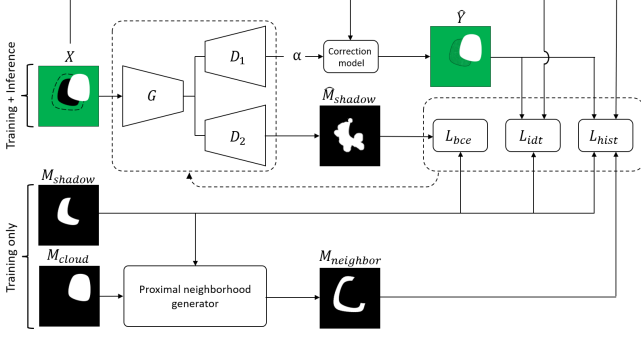 Training + Inference
X
G
D₁
D₂
α
Correction
model
Ŷ
M̂shadow
Lbce
Lidt
Lhist
Training only
Mshadow
Mcloud
Proximal neighborhood
generator
Mneighbor